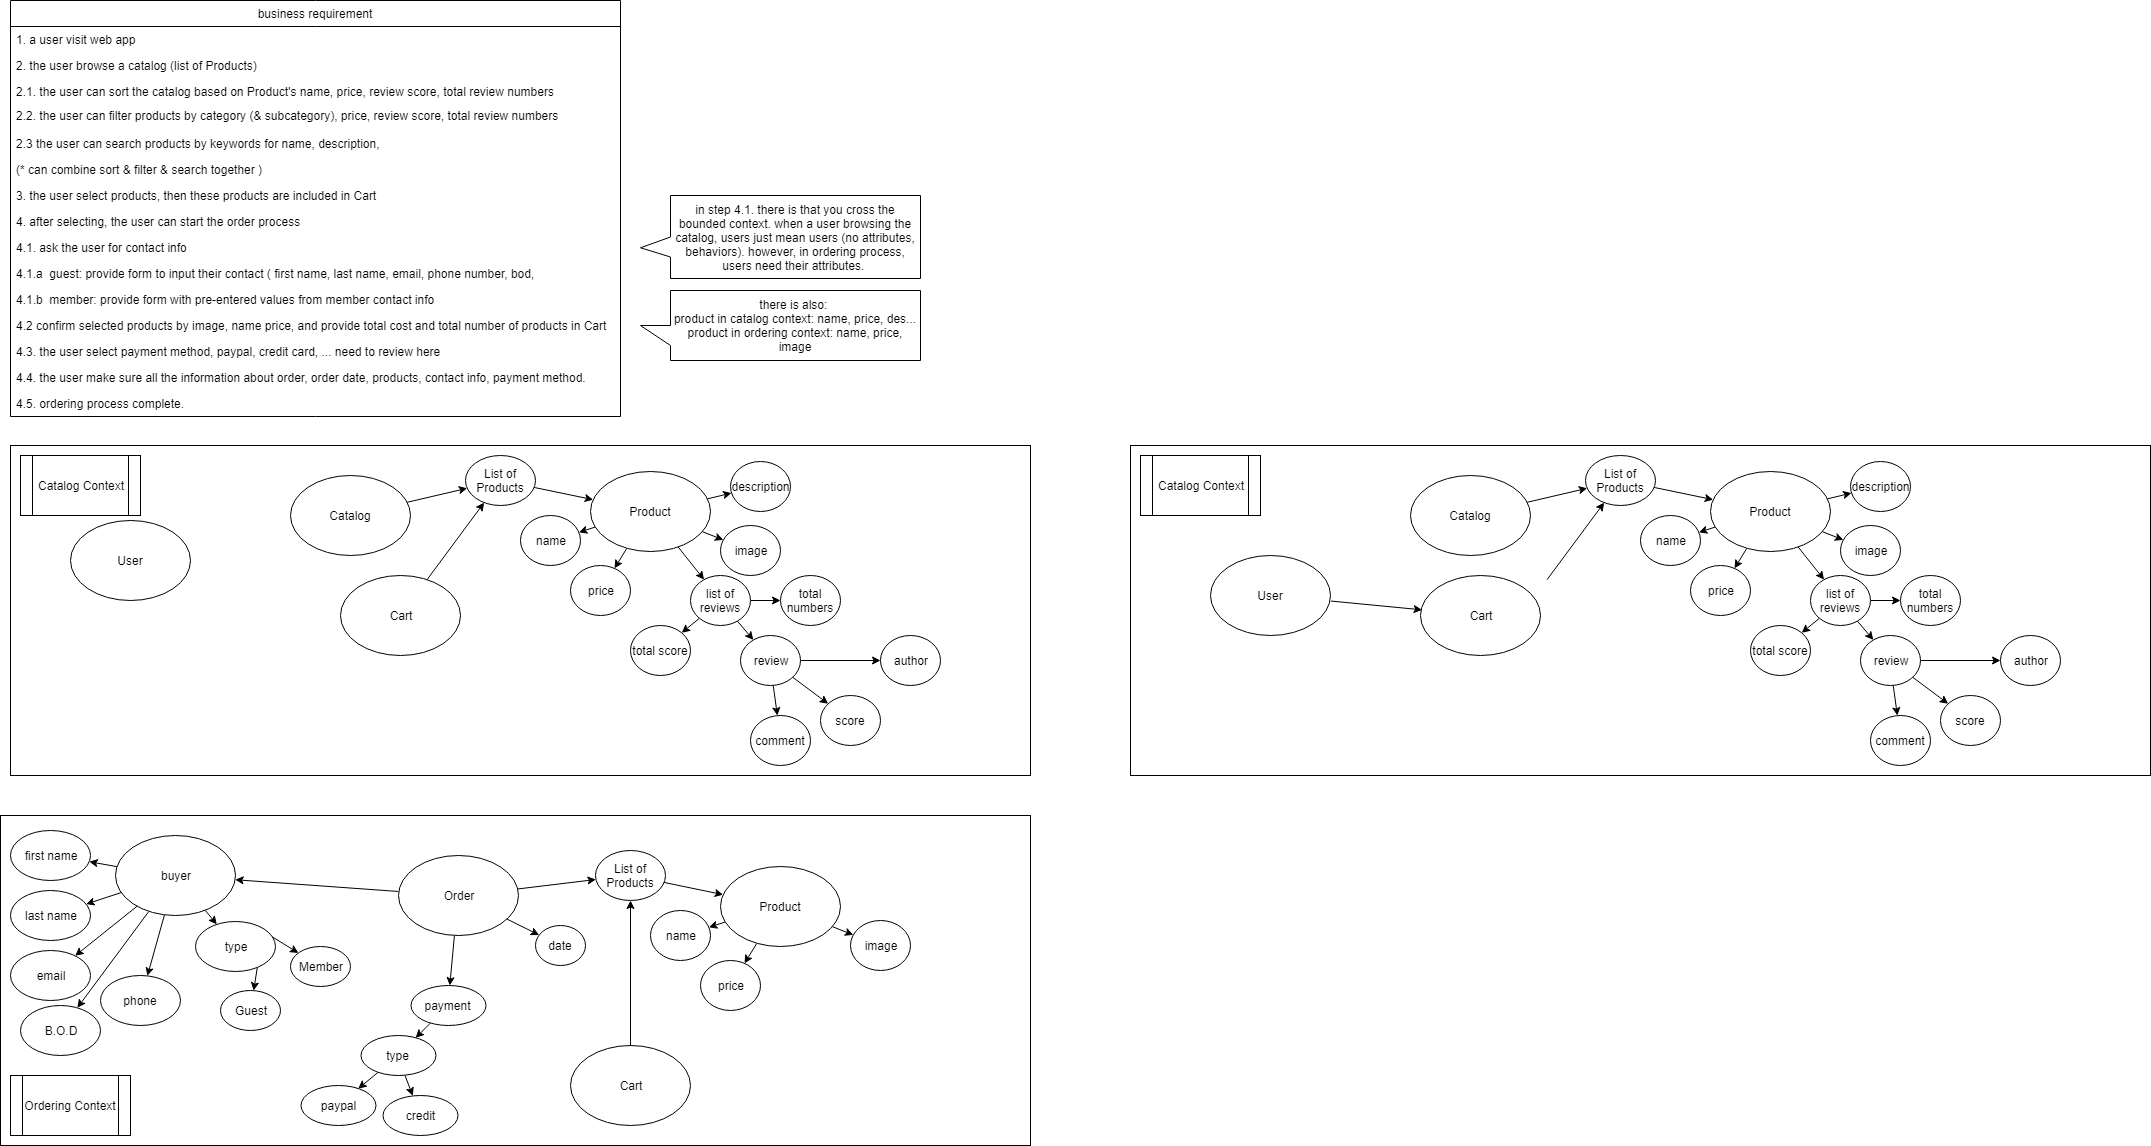 business requirement
1. a user visit web app
2. the user browse a catalog (list of Products)
2.1. the user can sort the catalog based on Product's name, price, review score, total review numbers
2.2. the user can filter products by category (& subcategory), price, review score, total review numbers
2.3 the user can search products by keywords for name, description,
(* can combine sort & filter & search together )
3. the user select products, then these products are included in Cart
4. after selecting, the user can start the order process
4.1. ask the user for contact info
4.1.a  guest: provide form to input their contact ( first name, last name, email, phone number, bod,
4.1.b  member: provide form with pre-entered values from member contact info
4.2 confirm selected products by image, name price, and provide total cost and total number of products in Cart
4.3. the user select payment method, paypal, credit card, ... need to review here
4.4. the user make sure all the information about order, order date, products, contact info, payment method.
4.5. ordering process complete.
in step 4.1. there is that you cross the
bounded context. when a user browsing the
catalog, users just mean users (no attributes,
behaviors). however, in ordering process,
users need their attributes.
there is also:
product in catalog context: name, price, des...
product in ordering context: name, price,
image
Catalog Context
User
Catalog
Cart
List of
Products
Product
description
name
image
price
list of
reviews
total
numbers
total score
review
author
score
comment
Catalog Context
User
Catalog
Cart
List of
Products
Product
description
name
image
price
list of
reviews
total
numbers
total score
review
author
score
comment
first name
buyer
last name
email
B.O.D
phone
type
Member
Guest
Order
date
payment
type
paypal
credit
List of
Products
Product
name
image
price
Cart
Ordering Context